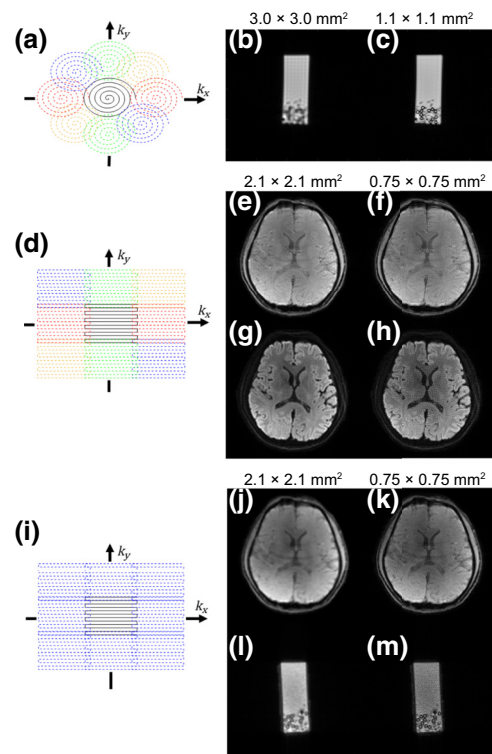 (a)
k_y
k_x
3.0 × 3.0 mm²
1.1 × 1.1 mm²
(b)
(c)
2.1 × 2.1 mm²
0.75 × 0.75 mm²
(d)
k_y
k_x
(e)
(f)
(g)
(h)
2.1 × 2.1 mm²
0.75 × 0.75 mm²
(i)
k_y
k_x
(j)
(k)
(l)
(m)